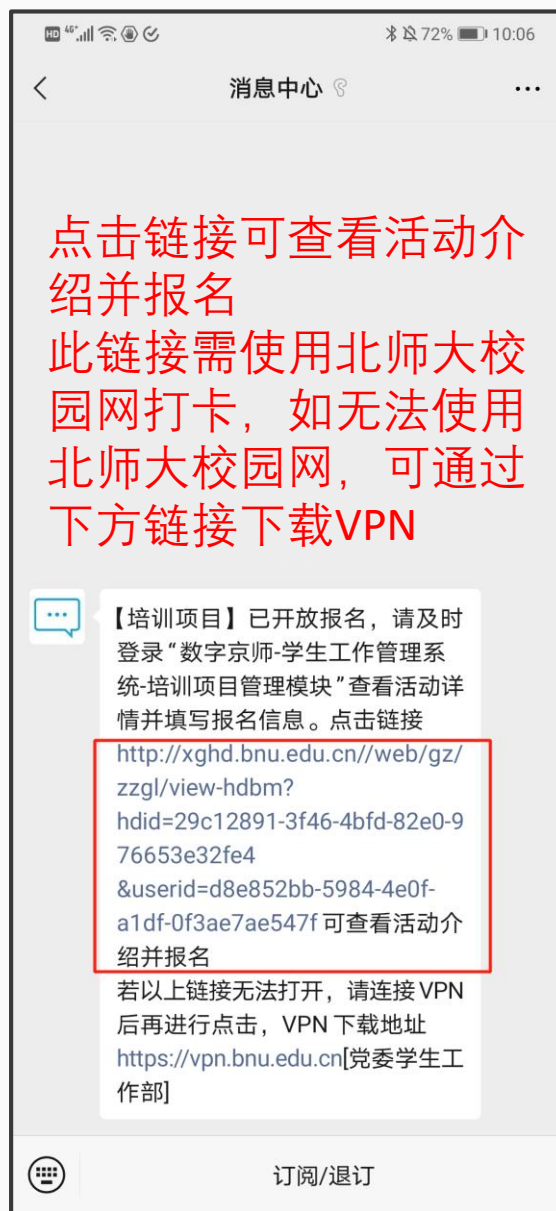 HD 46+ 72% 10:06
消息中心
点击链接可查看活动介
绍并报名
此链接需使用北师大校
园网打卡，如无法使用
北师大校园网，可通过
下方链接下载VPN
【培训项目】已开放报名，请及时
登录“数字京师-学生工作管理系
统-培训项目管理模块”查看活动详
情并填写报名信息。点击链接
http://xghd.bnu.edu.cn//web/gz/
zzgl/view-hdbm?
hdid=29c12891-3f46-4bfd-82e0-9
76653e32fe4
&userid=d8e852bb-5984-4e0f-
a1df-0f3ae7ae547f 可查看活动介
绍并报名
若以上链接无法打开，请连接 VPN
后再进行点击，VPN 下载地址
https://vpn.bnu.edu.cn[党委学生工
作部]
订阅/退订